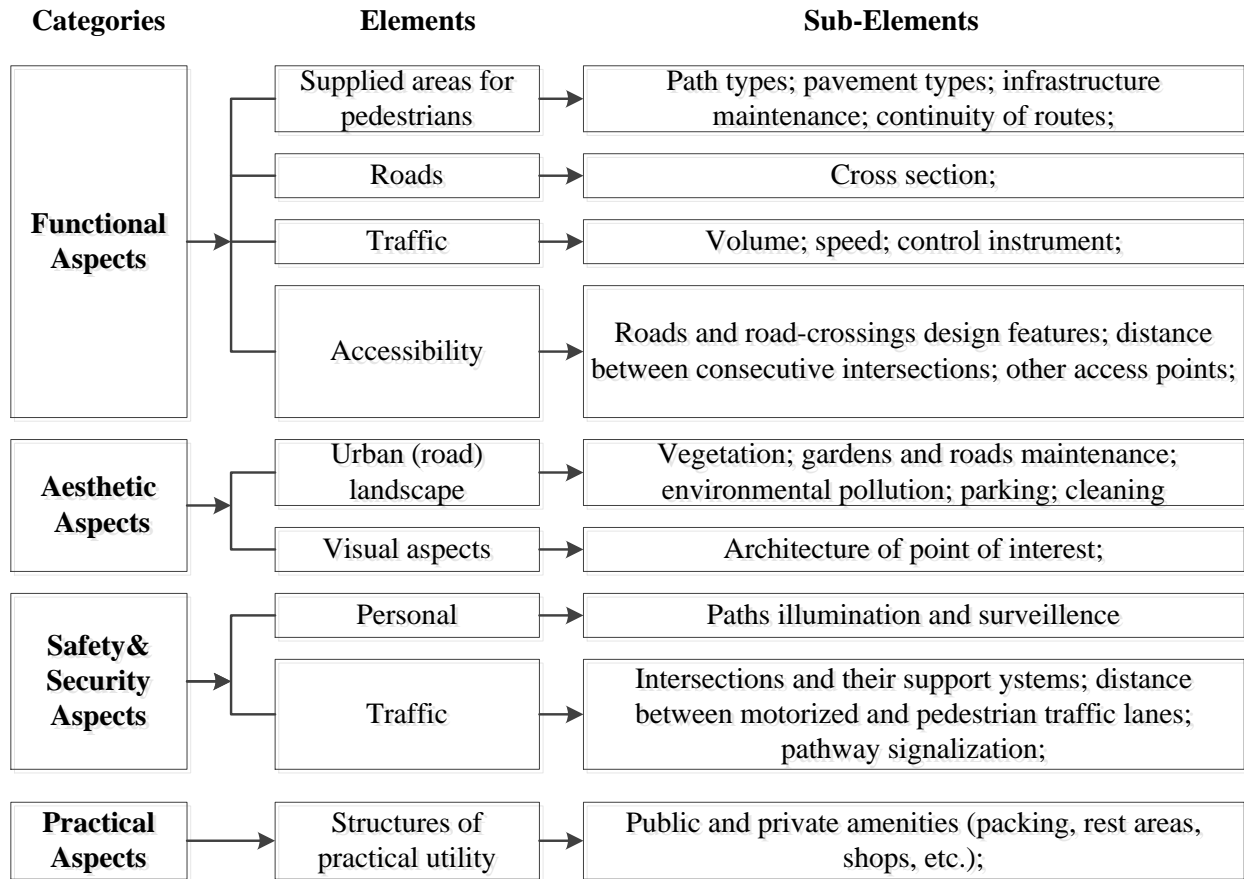 Categories
Elements
Sub-Elements
Functional
Aspects
Supplied areas for
pedestrians
Path types; pavement types; infrastructure
maintenance; continuity of routes;
Roads
Cross section;
Traffic
Volume; speed; control instrument;
Accessibility
Roads and road-crossings design features; distance
between consecutive intersections; other access points;
Aesthetic
Aspects
Urban (road)
landscape
Vegetation; gardens and roads maintenance;
environmental pollution; parking; cleaning
Visual aspects
Architecture of point of interest;
Safety&
Security
Aspects
Personal
Paths illumination and surveillence
Traffic
Intersections and their support ystems; distance
between motorized and pedestrian traffic lanes;
pathway signalization;
Practical
Aspects
Structures of
practical utility
Public and private amenities (packing, rest areas,
shops, etc.);